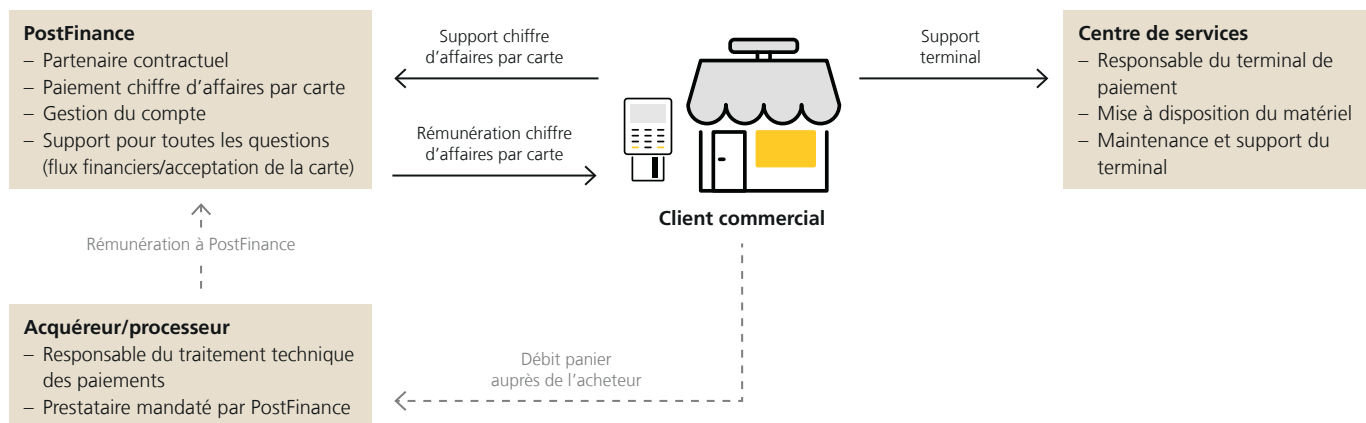 PostFinance
– Partenaire contractuel
– Paiement chiffre d’affaires par carte
– Gestion du compte
– Support pour toutes les questions
(flux financiers/acceptation de la carte)
Support chiffre
d’affaires par carte
Rémunération chiffre
d’affaires par carte
Client commercial
Support
terminal
Centre de services
– Responsable du terminal de
paiement
– Mise à disposition du matériel
– Maintenance et support du
terminal
Rémunération à PostFinance
Acquéreur/processeur
– Responsable du traitement technique
des paiements
– Prestataire mandaté par PostFinance
Débit panier
auprès de l’acheteur